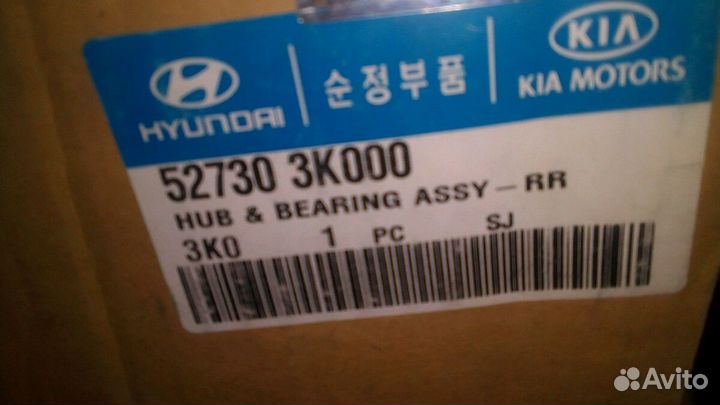 HYUNDAI
순정부품
KIA
KIA MOTORS
52730 3K000
HUB & BEARING ASSY-RR
3K0 1 PC SJ
Avito